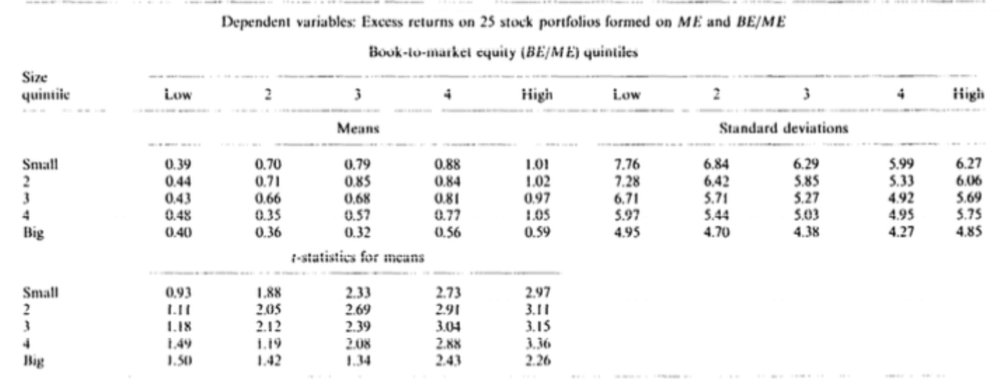 Dependent variables: Excess returns on 25 stock portfolios formed on ME and BE/ME
Book-to-market equity (BE/ME) quintiles
Size
quintile Low 2 3 4 High Low 2 3 4 High
Means Standard deviations
Small 0.39 0.70 0.79 0.88 1.01 7.76 6.84 6.29 5.99 6.27
2 0.44 0.71 0.85 0.84 1.02 7.28 6.42 5.85 5.33 6.06
3 0.43 0.66 0.68 0.81 0.97 6.71 5.71 5.27 4.92 5.69
4 0.48 0.35 0.57 0.77 1.05 5.97 5.44 5.03 4.95 5.75
Big 0.40 0.36 0.32 0.56 0.59 4.95 4.70 4.38 4.27 4.85
t-statistics for means
Small 0.93 1.88 2.33 2.73 2.97
2 1.11 2.05 2.69 2.91 3.11
3 1.18 2.12 2.39 3.04 3.15
4 1.49 1.19 2.08 2.88 3.36
Big 1.50 1.42 1.34 2.43 2.26